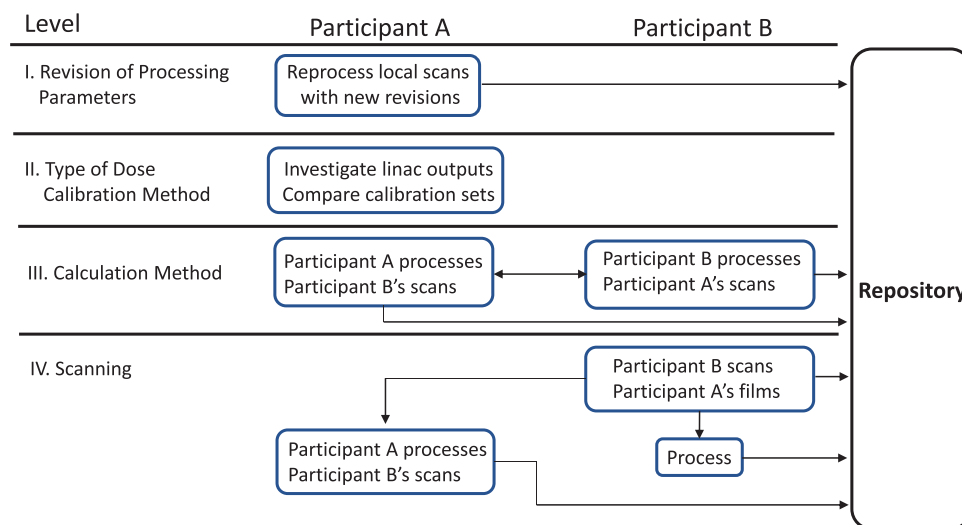 Level
Participant A
Participant B
I. Revision of Processing
Parameters
Reprocess local scans
with new revisions
II. Type of Dose
Calibration Method
Investigate linac outputs
Compare calibration sets
III. Calculation Method
Participant A processes
Participant B's scans
Participant B processes
Participant A's scans
Repository
IV. Scanning
Participant B scans
Participant A's films
Participant A processes
Participant B's scans
Process